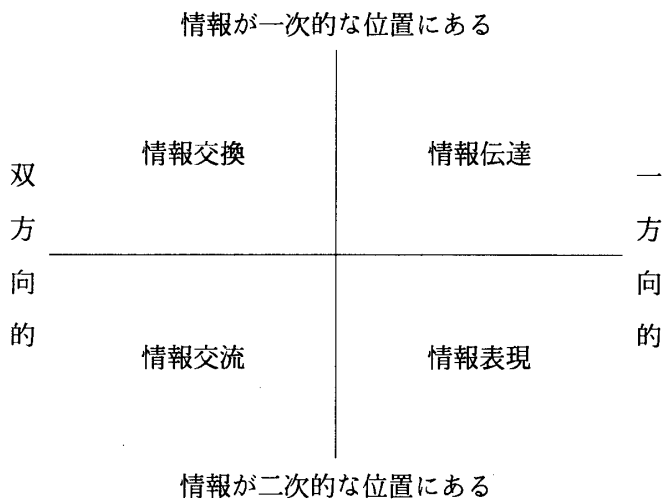 情報が一次的な位置にある
情報交換
情報伝達
双方向的
一方向的
情報交流
情報表現
情報が二次的な位置にある